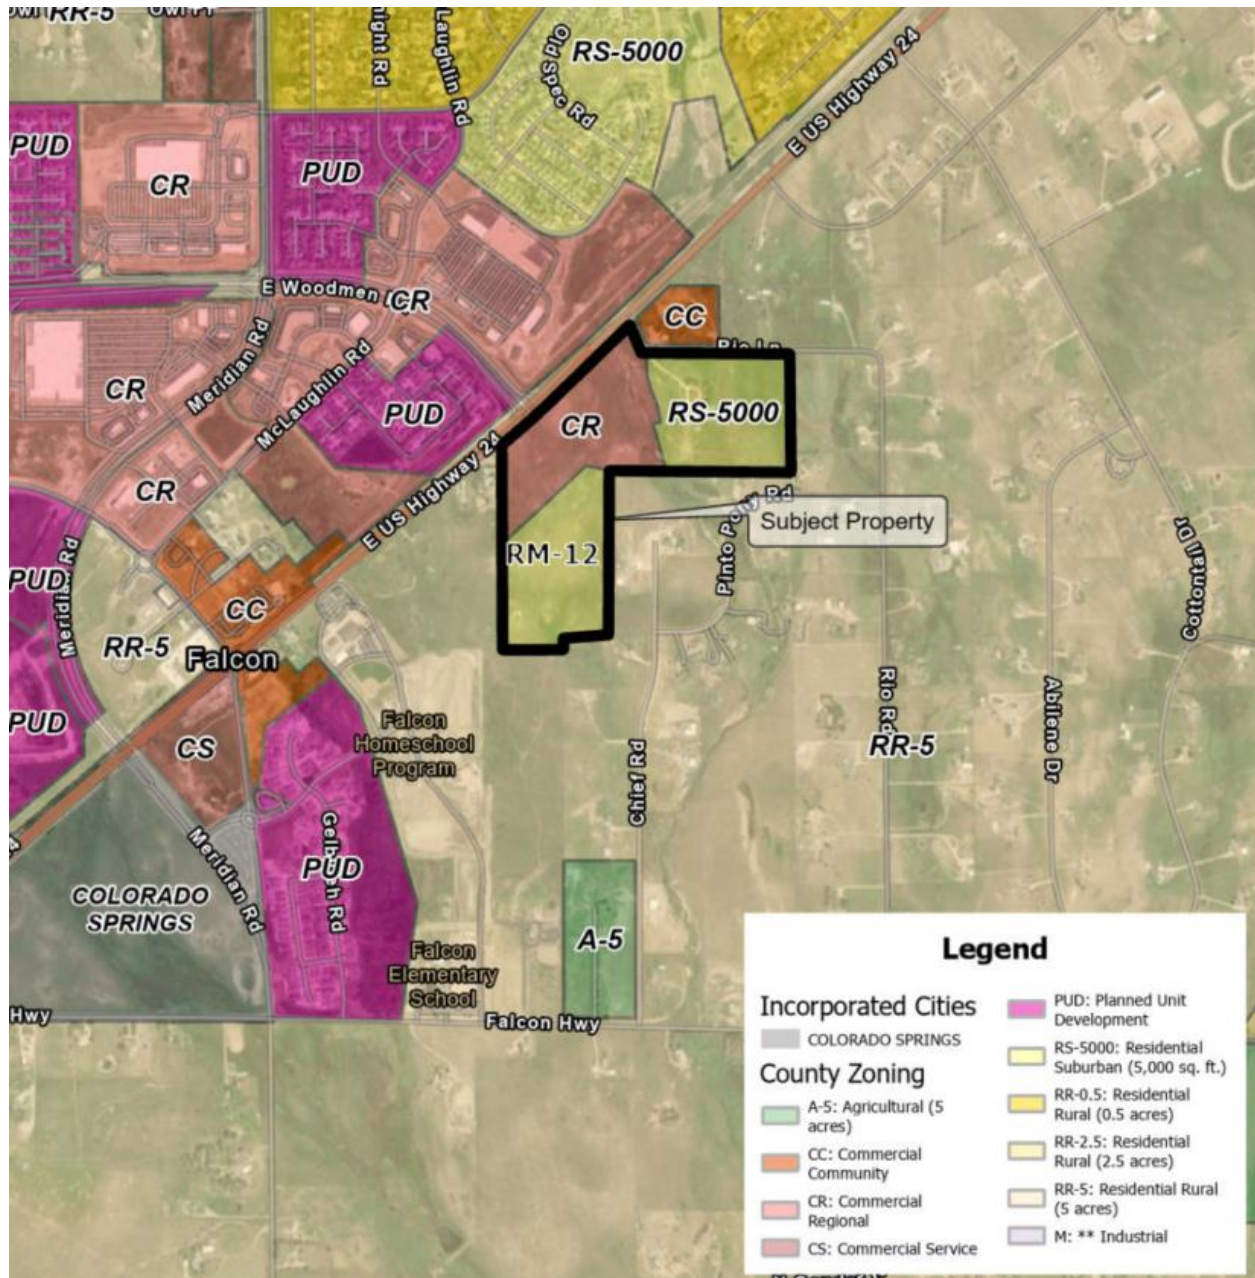 RR-5
RS-5000
Laughlin Rd
Spec Rd
E US Highway 24
PUD
CR
PUD
E Woodmen
CR
CC
Meridian Rd
McLaughlin Rd
CR
PUD
CR
RS-5000
CR
E US Highway 24
Subject Property
RM-12
Pinto Pony Rd
Cottontail Dr
PUD
Meridian Rd
CC
RR-5
Falcon
PUD
CS
Falcon
Homeschool
Program
Rio Rd
RR-5
Abilene Dr
Chief Rd
Meridian Rd
PUD
COLORADO
SPRINGS
A-5
Falcon
Elementary
School
Hwy
Falcon Hwy
Legend
Incorporated Cities
COLORADO SPRINGS
County Zoning
A-5: Agricultural (5
acres)
CC: Commercial
Community
CR: Commercial
Regional
CS: Commercial Service
PUD: Planned Unit
Development
RS-5000: Residential
Suburban (5,000 sq. ft.)
RR-0.5: Residential
Rural (0.5 acres)
RR-2.5: Residential
Rural (2.5 acres)
RR-5: Residential Rural
(5 acres)
M: ** Industrial